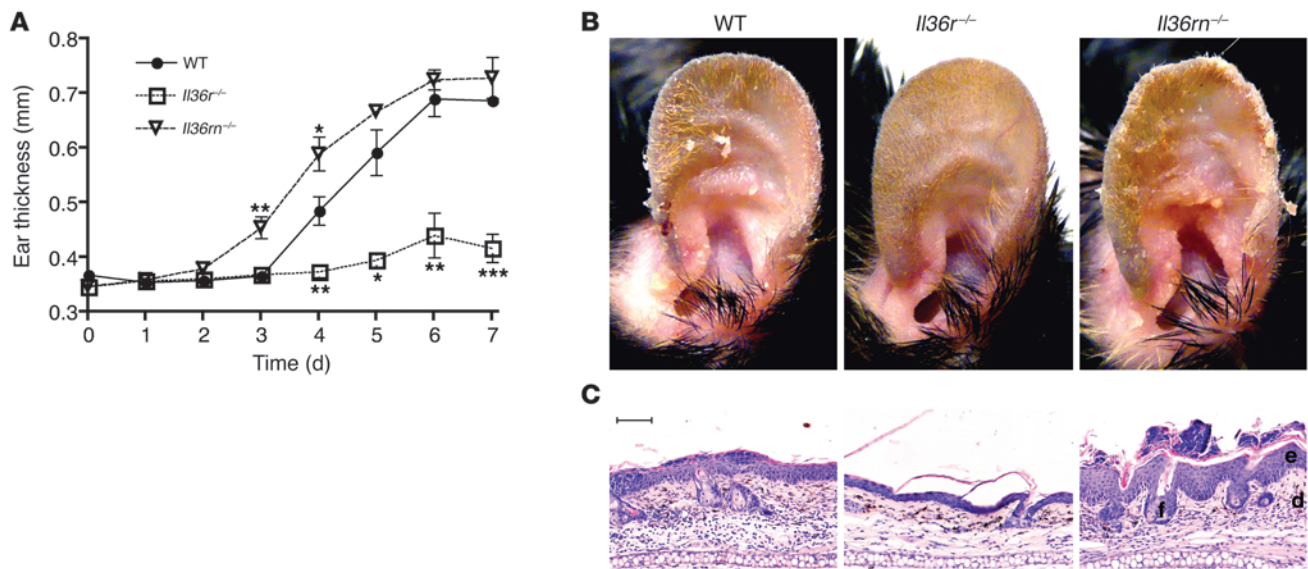 A
Ear thickness (mm)
0.8
0.7
0.6
0.5
0.4
0.3
WT
Il36r–/–
Il36rn–/–
**
*
**
*
**
***
0 1 2 3 4 5 6 7
Time (d)
B
WT Il36r–/– Il36rn–/–
C
e
d
f